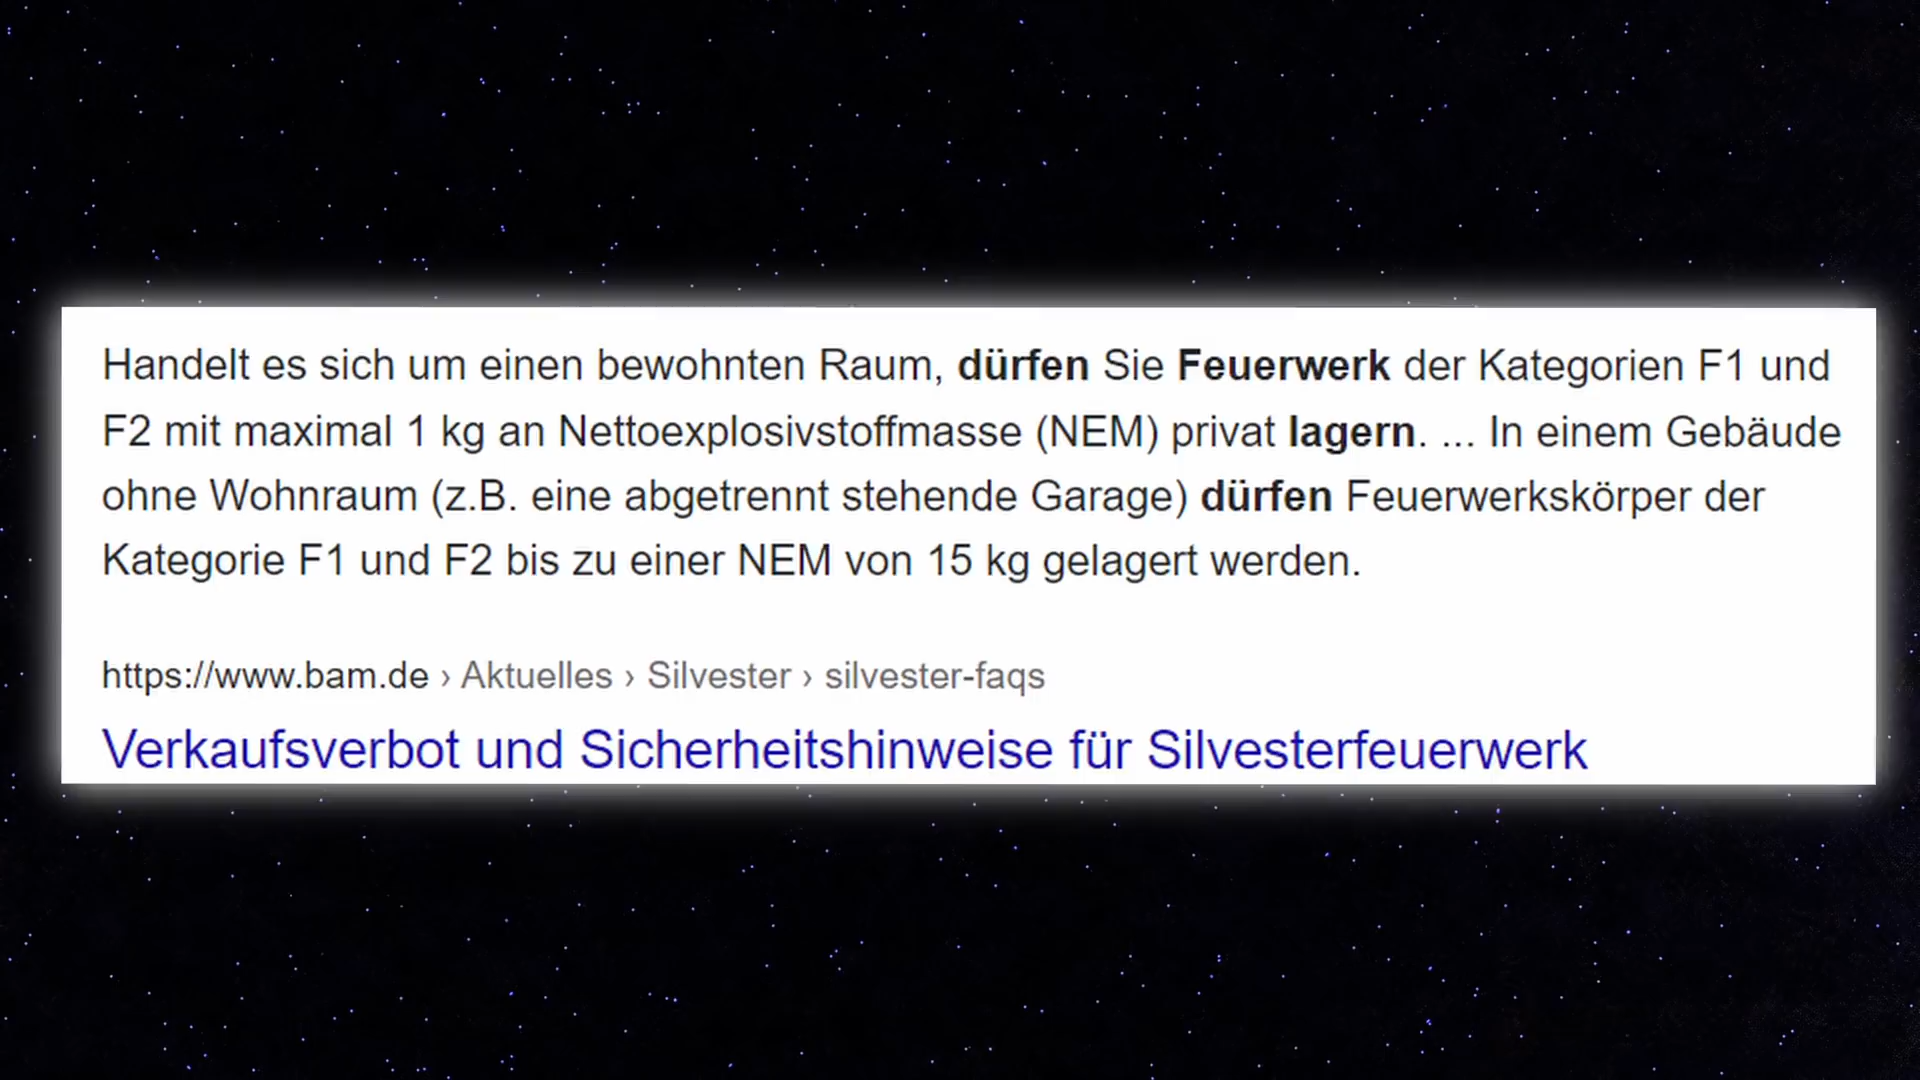 Handelt es sich um einen bewohnten Raum, dürfen Sie Feuerwerk der Kategorien F1 und
F2 mit maximal 1 kg an Nettoexplosivstoffmasse (NEM) privat lagern. ... In einem Gebäude
ohne Wohnraum (z.B. eine abgetrennt stehende Garage) dürfen Feuerwerkskörper der
Kategorie F1 und F2 bis zu einer NEM von 15 kg gelagert werden.
https://www.bam.de › Aktuelles › Silvester › silvester-faqs
Verkaufsverbot und Sicherheitshinweise für Silvesterfeuerwerk